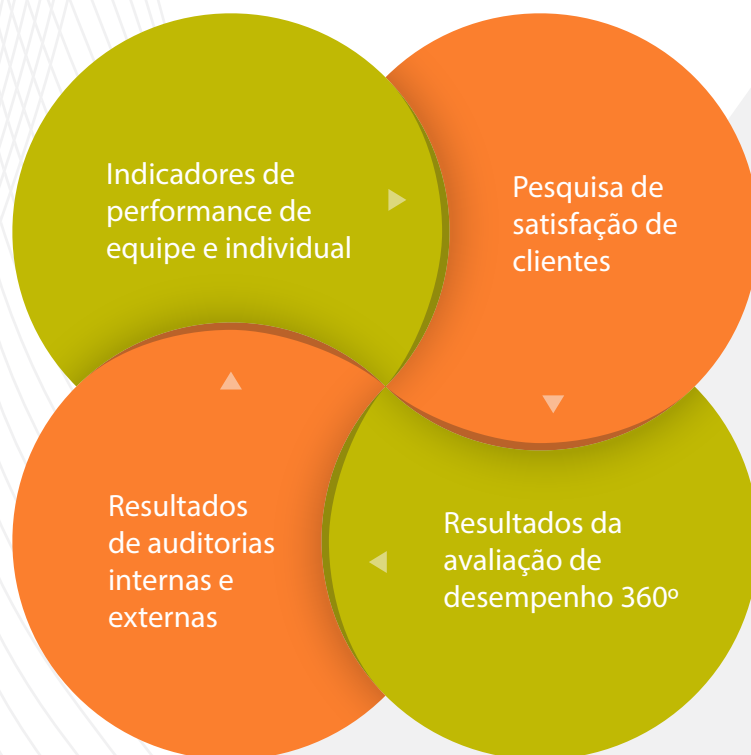 Indicadores de
performance de
equipe e individual
Pesquisa de
satisfação de
clientes
Resultados
de auditorias
internas e
externas
Resultados da
avaliação de
desempenho 360º